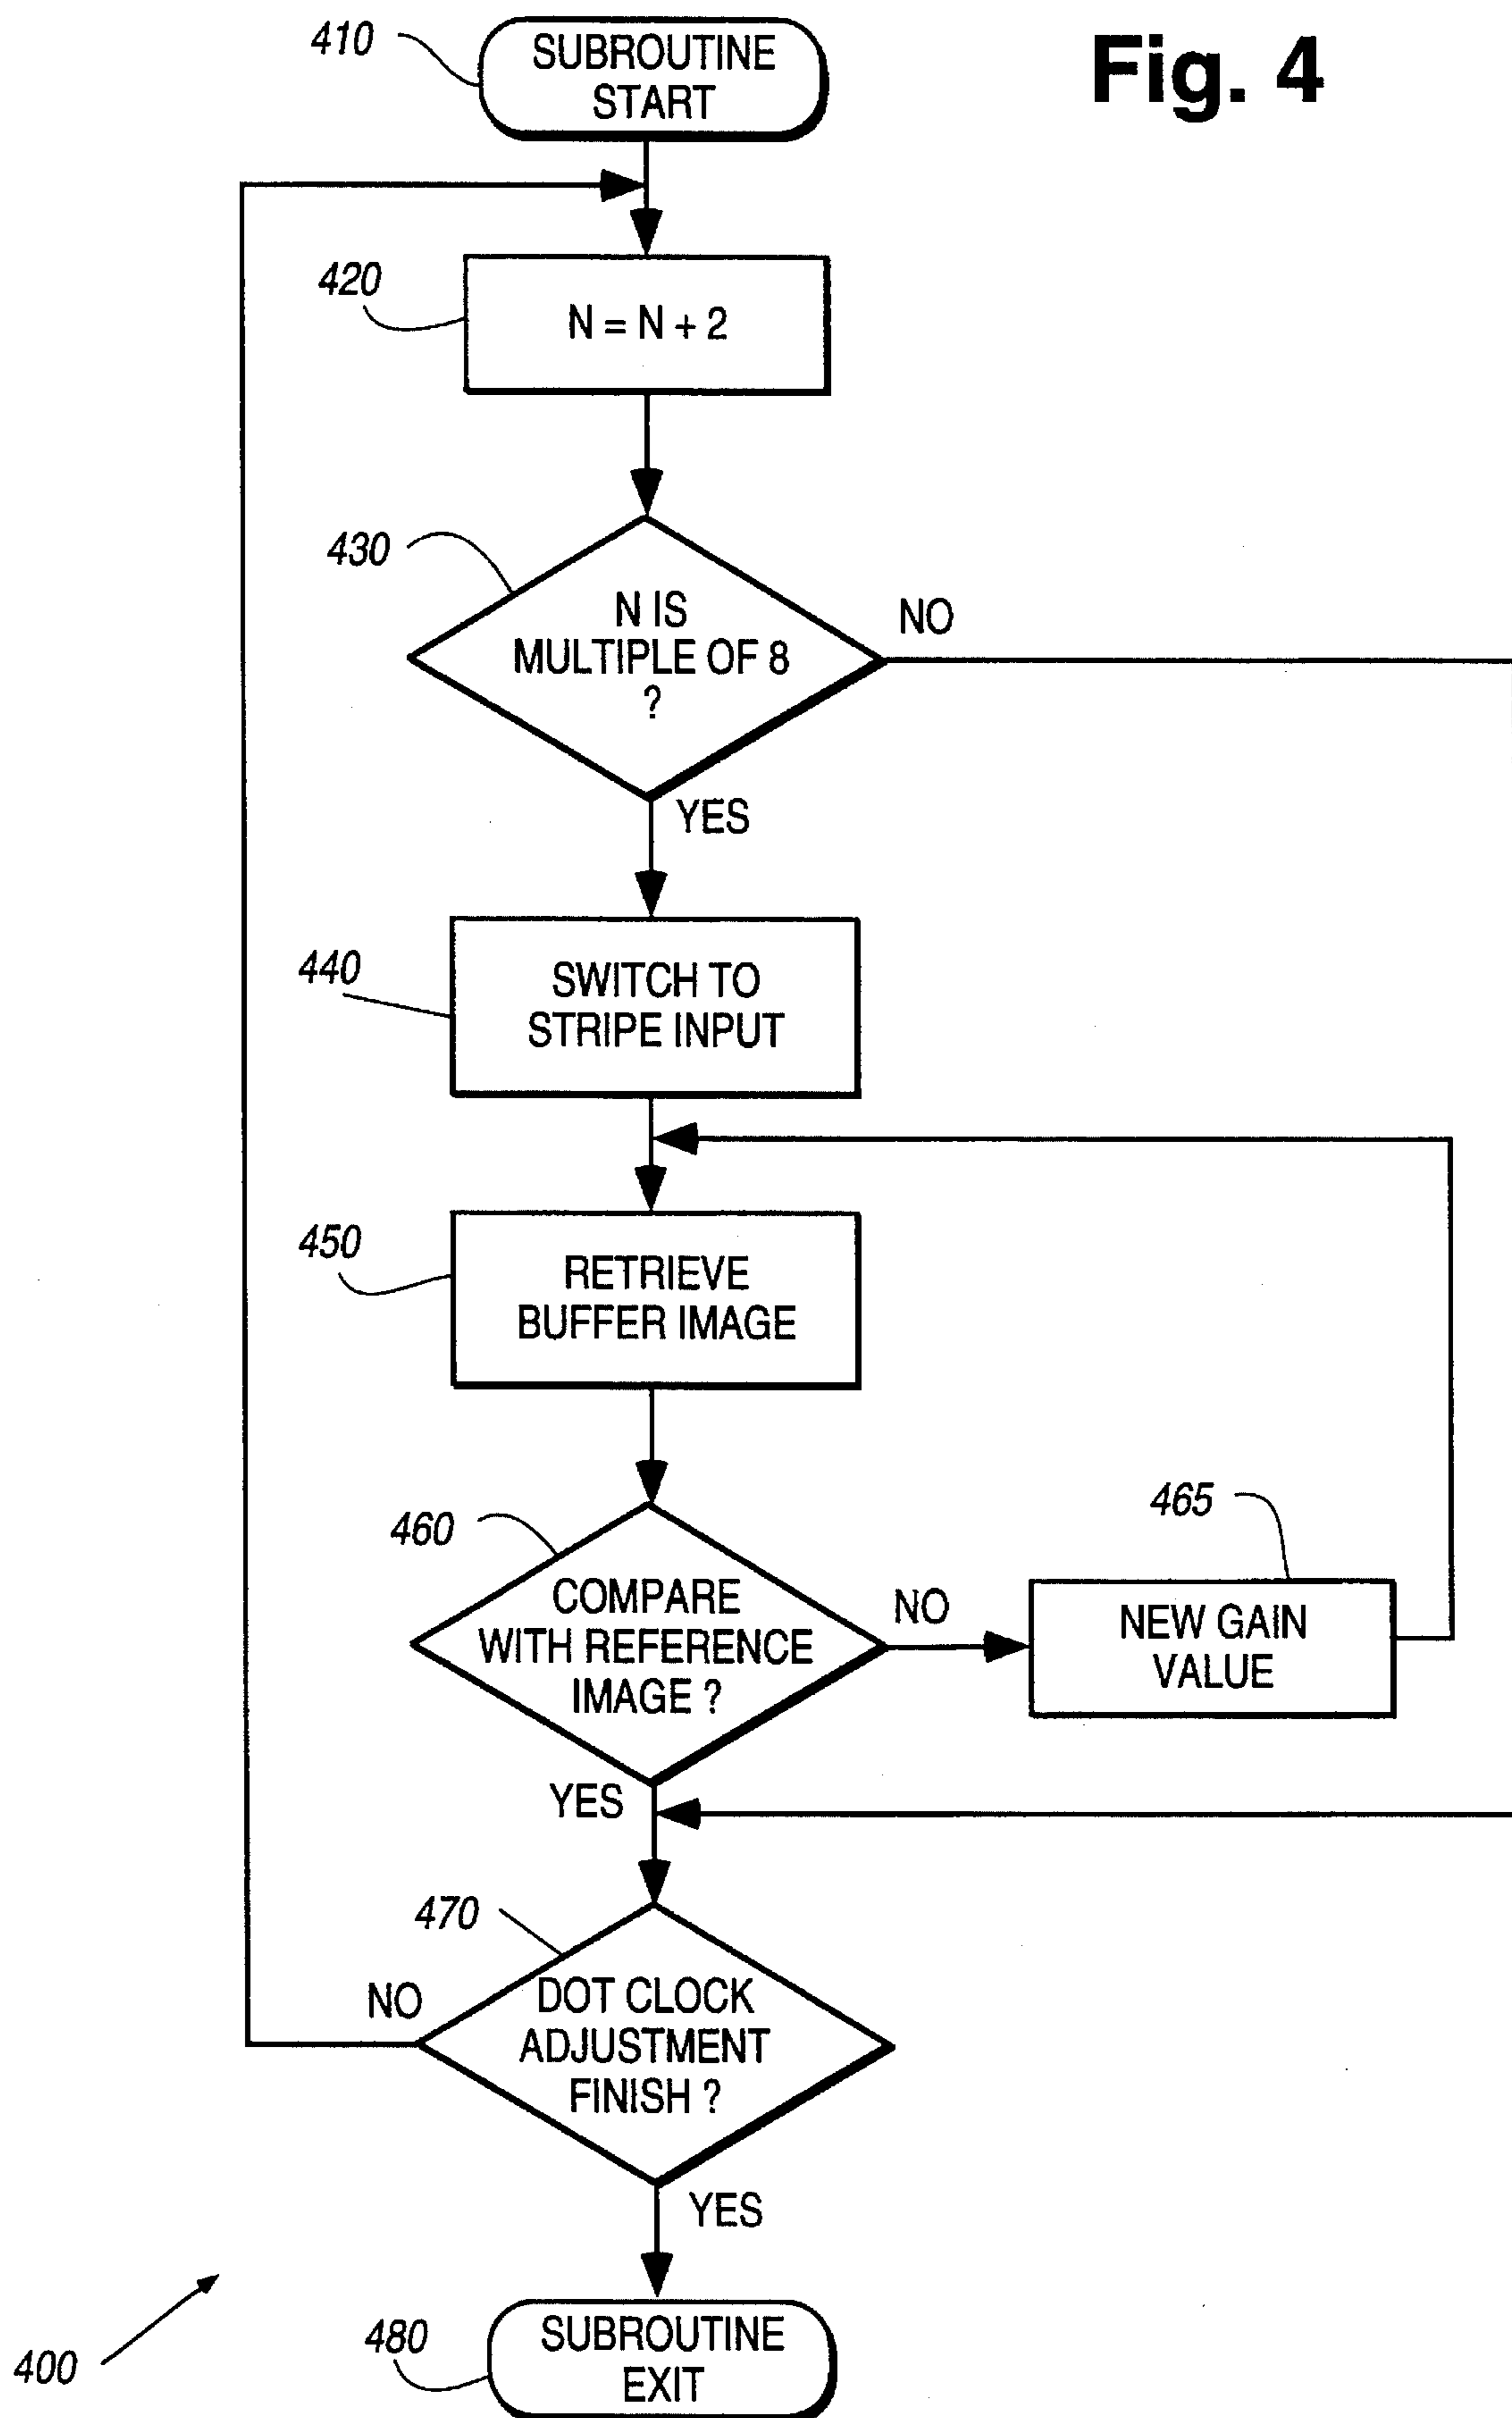 410
SUBROUTINE
START
Fig. 4
420
N = N + 2
430
N IS
MULTIPLE OF 8
?
NO
YES
440
SWITCH TO
STRIPE INPUT
450
RETRIEVE
BUFFER IMAGE
460
COMPARE
WITH REFERENCE
IMAGE ?
NO
465
NEW GAIN
VALUE
YES
470
DOT CLOCK
ADJUSTMENT
FINISH ?
NO
YES
480
SUBROUTINE
EXIT
400